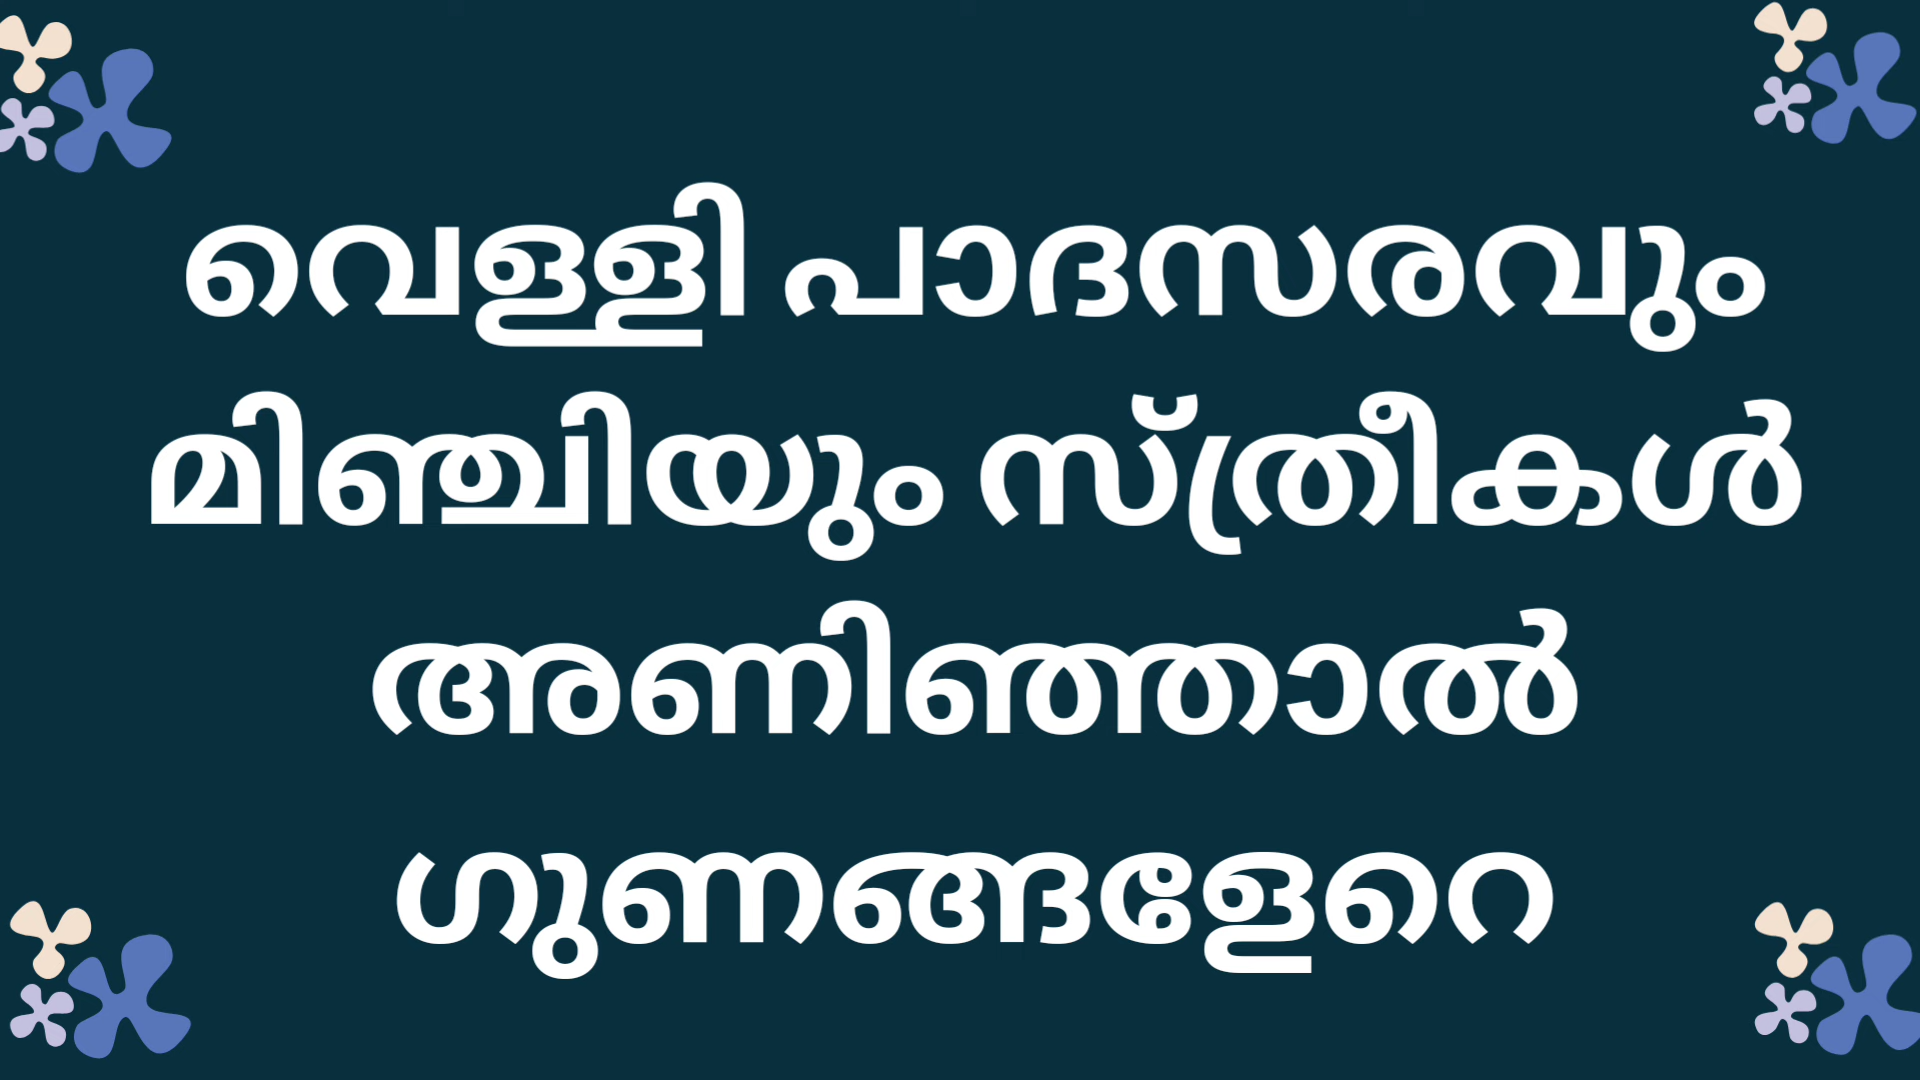 വെള്ളി പാദസരവും
മിഞ്ചിയും സ്ത്രീകൾ
അണിഞ്ഞാൽ
ഗുണങ്ങളേറെ